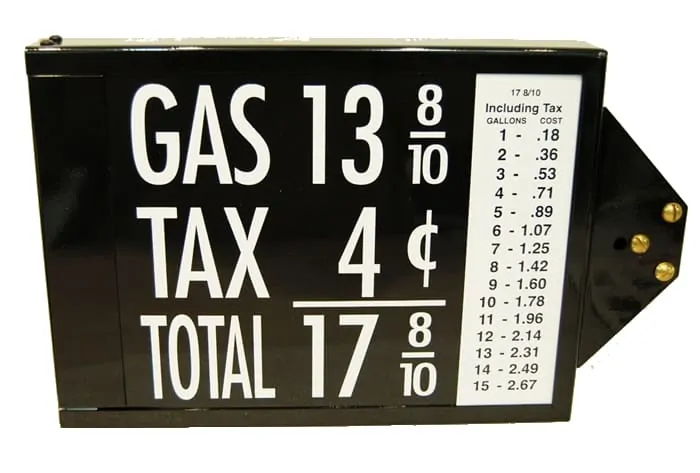 GAS 13 8/10
TAX 4 ¢
TOTAL 17 8/10
17 8/10
Including Tax
GALLONS COST
1 - .18
2 - .36
3 - .53
4 - .71
5 - .89
6 - 1.07
7 - 1.25
8 - 1.42
9 - 1.60
10 - 1.78
11 - 1.96
12 - 2.14
13 - 2.31
14 - 2.49
15 - 2.67